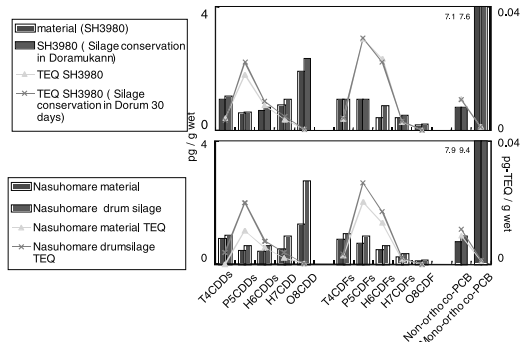 4
0.04
7.1 7.6
material (SH3980)
SH3980 (Silage conservation
in Doramukann)
TEQ SH3980
TEQ SH3980 ( Silage
conservation in Dorum 30
days)
0
0
pg / g wet
pg-TEQ / g wet
4
0.04
7.9 9.4
Nasuhomare material
Nasuhomare drum silage
Nasuhomare material TEQ
Nasuhomare drumsilage
TEQ
0
0
T4CDDs
P5CDDs
H6CDDs
H7CDD
O8CDD
T4CDFs
P5CDFs
H6CDFs
H7CDFs
O8CDF
Non-ortho co-PCB
Mono-ortho co-PCB